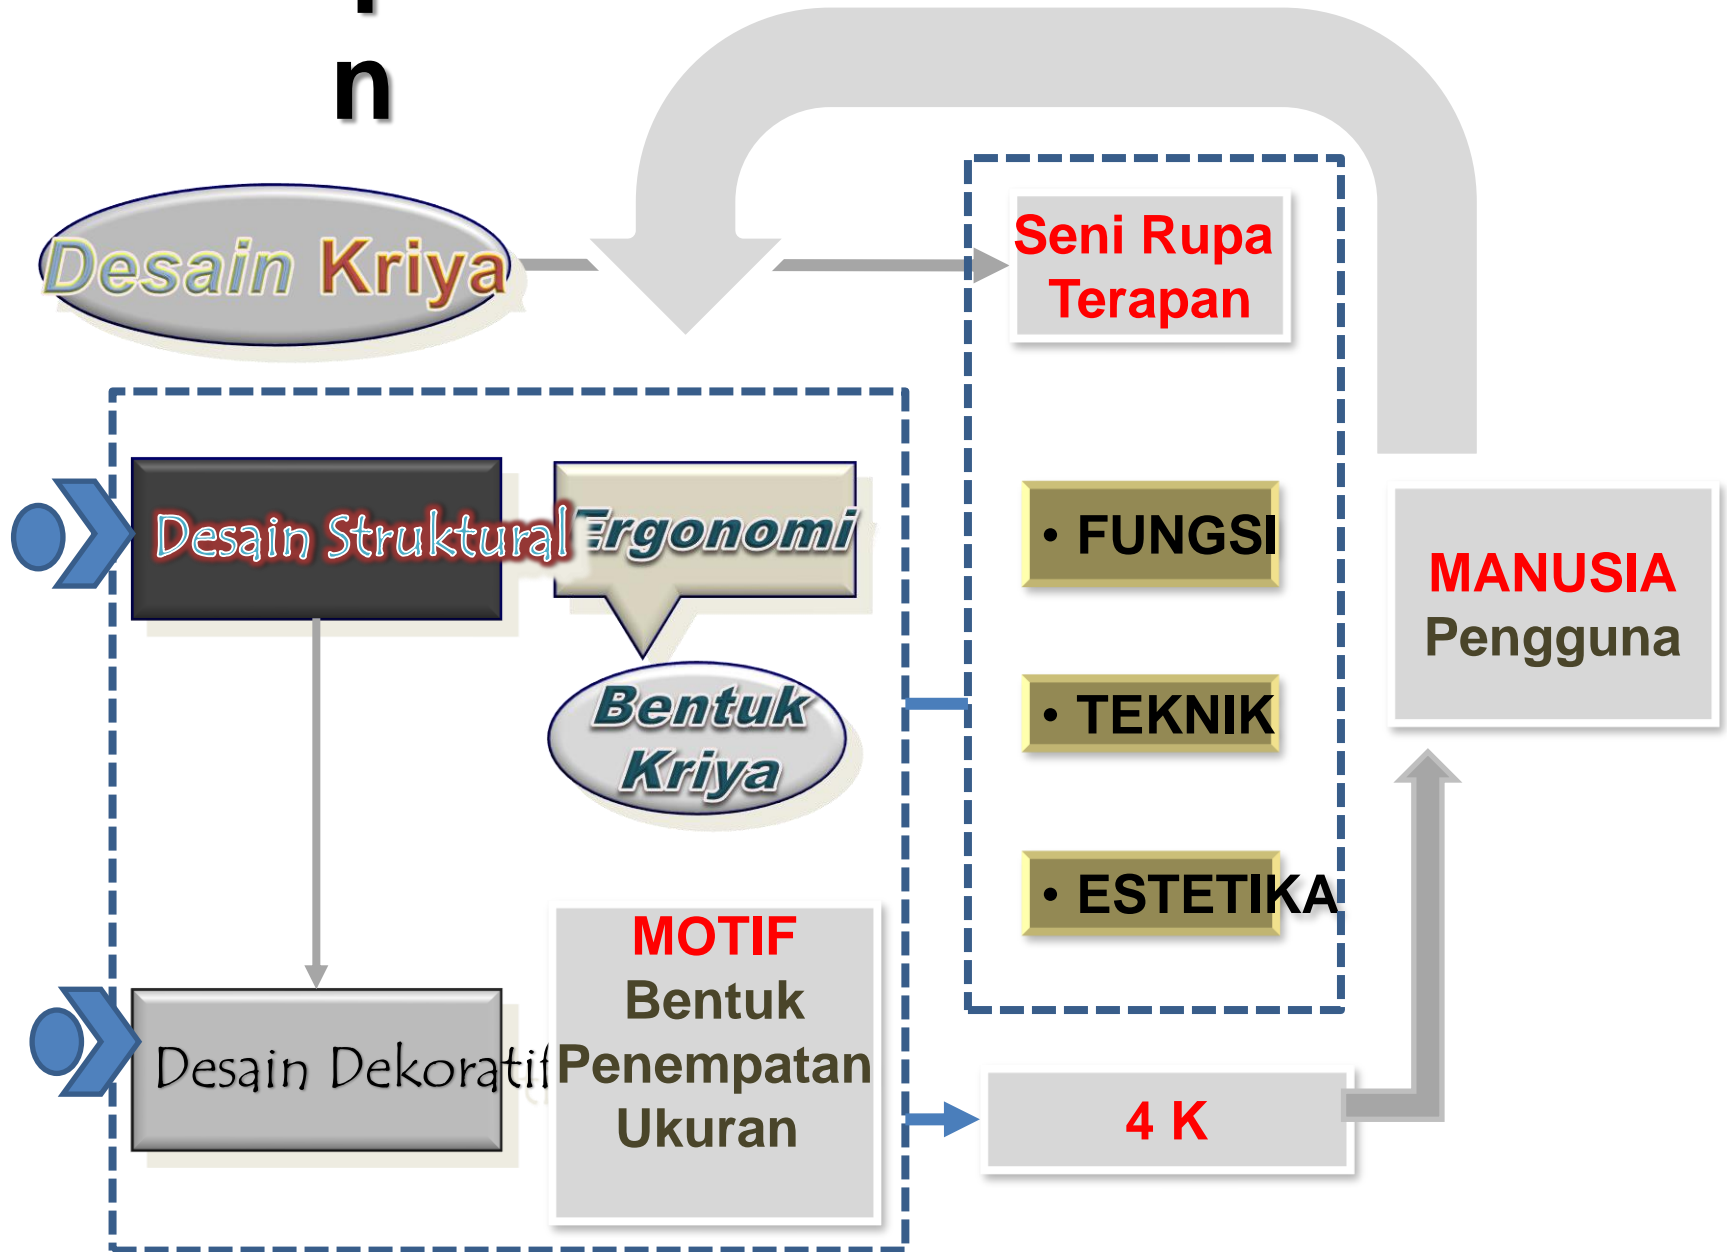 n
Desain Kriya
Seni Rupa
Terapan
Desain Struktural
Ergonomi
Bentuk
Kriya
• FUNGSI
• TEKNIK
• ESTETIKA
MANUSIA
Pengguna
Desain Dekoratif
MOTIF
Bentuk
Penempatan
Ukuran
4 K